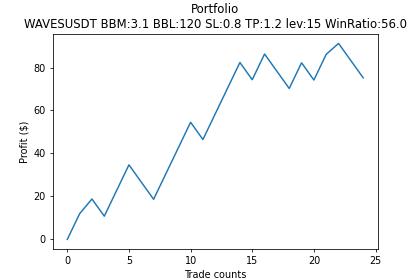 Portfolio
WAVESUSDT BBM:3.1 BBL:120 SL:0.8 TP:1.2 lev:15 WinRatio:56.0
80
60
40
20
0
Profit ($)
0 5 10 15 20 25
Trade counts